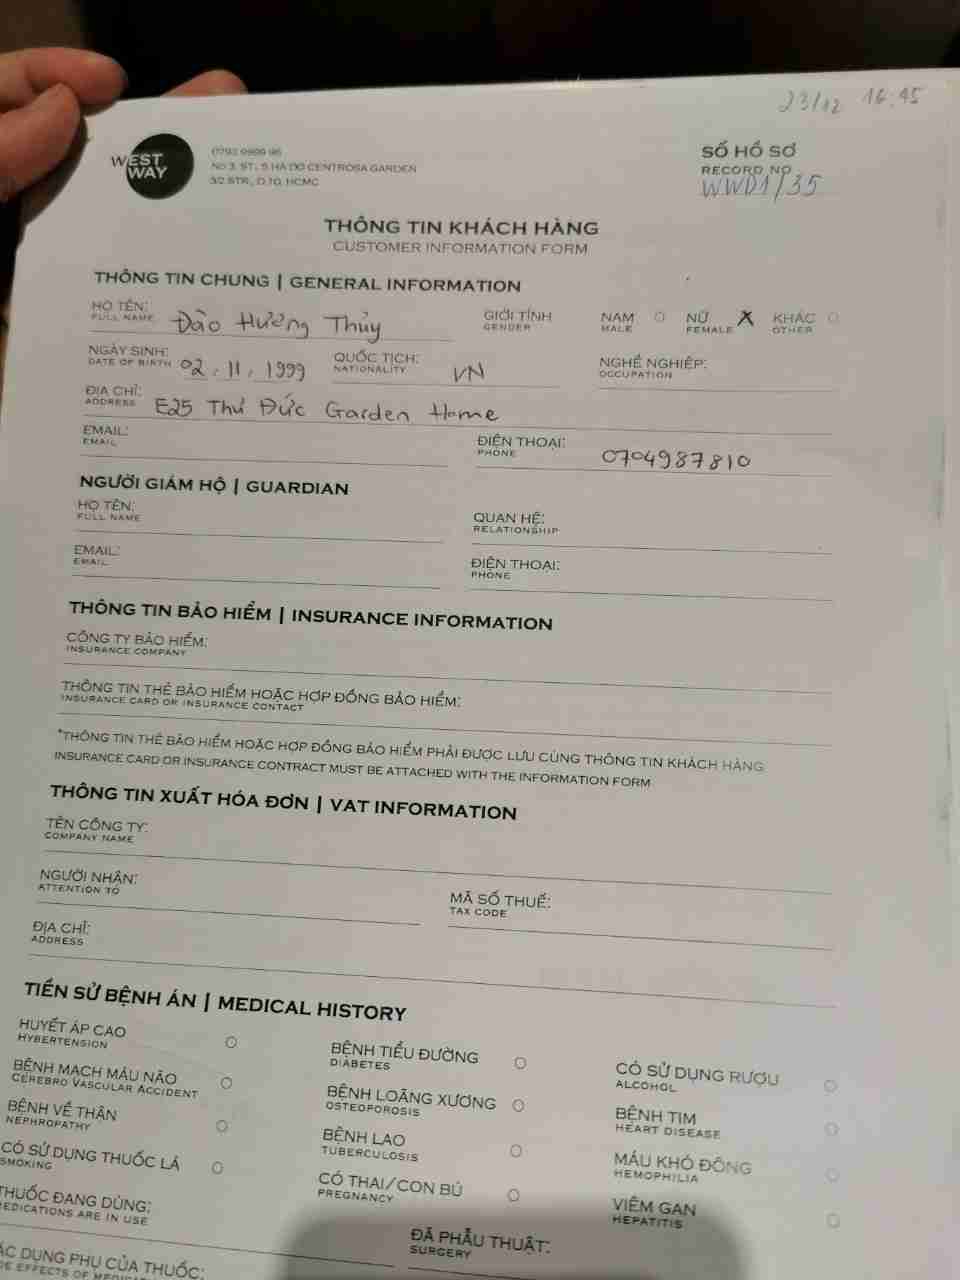 23/12 16:45
WEST WAY
0793 9999 96
NO 3, ST. 5 HA DO CENTROSA GARDEN
3/2 STR., D.10, HCMC
SỐ HỒ SƠ
RECORD NO
WWD1/35
THÔNG TIN KHÁCH HÀNG
CUSTOMER INFORMATION FORM
THÔNG TIN CHUNG | GENERAL INFORMATION
HỌ TÊN: Đào Hương Thủy GIỚI TÍNH NAM NỮ X KHÁC
FULL NAME GENDER MALE FEMALE OTHER
NGÀY SINH: 02.11.1999 QUỐC TỊCH: VN NGHỀ NGHIỆP:
DATE OF BIRTH NATIONALITY OCCUPATION
ĐỊA CHỈ: E25 Thủ Đức Garden Home
ADDRESS
EMAIL: ĐIỆN THOẠI: 0704987810
EMAIL PHONE
NGƯỜI GIÁM HỘ | GUARDIAN
HỌ TÊN: QUAN HỆ:
FULL NAME RELATIONSHIP
EMAIL: ĐIỆN THOẠI:
EMAIL PHONE
THÔNG TIN BẢO HIỂM | INSURANCE INFORMATION
CÔNG TY BẢO HIỂM:
INSURANCE COMPANY
THÔNG TIN THẺ BẢO HIỂM HOẶC HỢP ĐỒNG BẢO HIỂM:
INSURANCE CARD OR INSURANCE CONTACT
*THÔNG TIN THẺ BẢO HIỂM HOẶC HỢP ĐỒNG BẢO HIỂM PHẢI ĐƯỢC LƯU CÙNG THÔNG TIN KHÁCH HÀNG
INSURANCE CARD OR INSURANCE CONTRACT MUST BE ATTACHED WITH THE INFORMATION FORM
THÔNG TIN XUẤT HÓA ĐƠN | VAT INFORMATION
TÊN CÔNG TY:
COMPANY NAME
NGƯỜI NHẬN: MÃ SỐ THUẾ:
ATTENTION TO TAX CODE
ĐỊA CHỈ:
ADDRESS
TIỀN SỬ BỆNH ÁN | MEDICAL HISTORY
HUYẾT ÁP CAO BỆNH TIỂU ĐƯỜNG CÓ SỬ DỤNG RƯỢU
HYBERTENSION DIABETES ALCOHOL
BỆNH MẠCH MÁU NÃO BỆNH LOÃNG XƯƠNG BỆNH TIM
CEREBRO VASCULAR ACCIDENT OSTEOPOROSIS HEART DISEASE
BỆNH VỀ THẬN BỆNH LAO MÁU KHÓ ĐÔNG
NEPHROPATHY TUBERCULOSIS HEMOPHILIA
CÓ SỬ DỤNG THUỐC LÁ CÓ THAI/CON BÚ VIÊM GAN
SMOKING PREGNANCY HEPATITIS
THUỐC ĐANG DÙNG: ĐÃ PHẪU THUẬT:
MEDICATIONS ARE IN USE SURGERY
ÁC DỤNG PHỤ CỦA THUỐC:
DE EFFECTS OF MEDICA